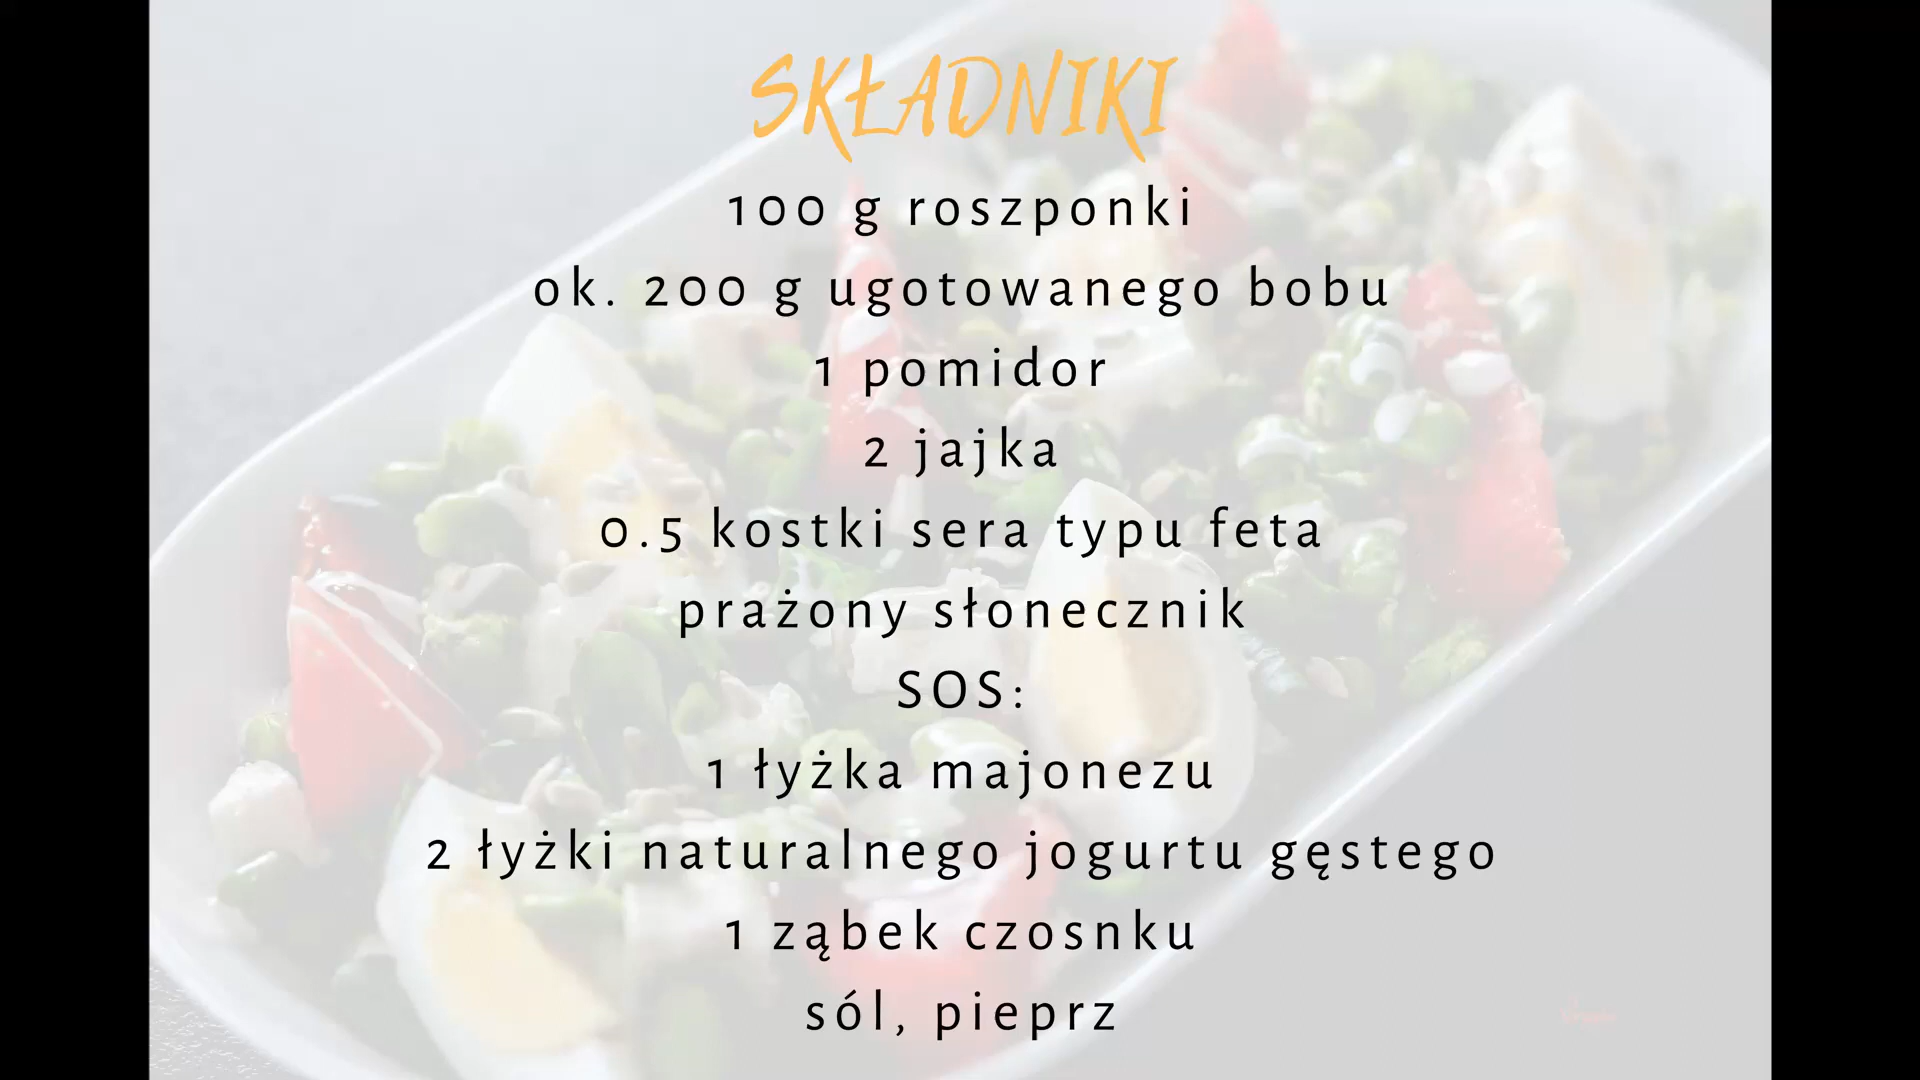 SKŁADNIKI
100 g roszponki
ok. 200 g ugotowanego bobu
1 pomidor
2 jajka
0.5 kostki sera typu feta
prażony słonecznik
SOS:
1 łyżka majonezu
2 łyżki naturalnego jogurtu gęstego
1 ząbek czosnku
sól, pieprz